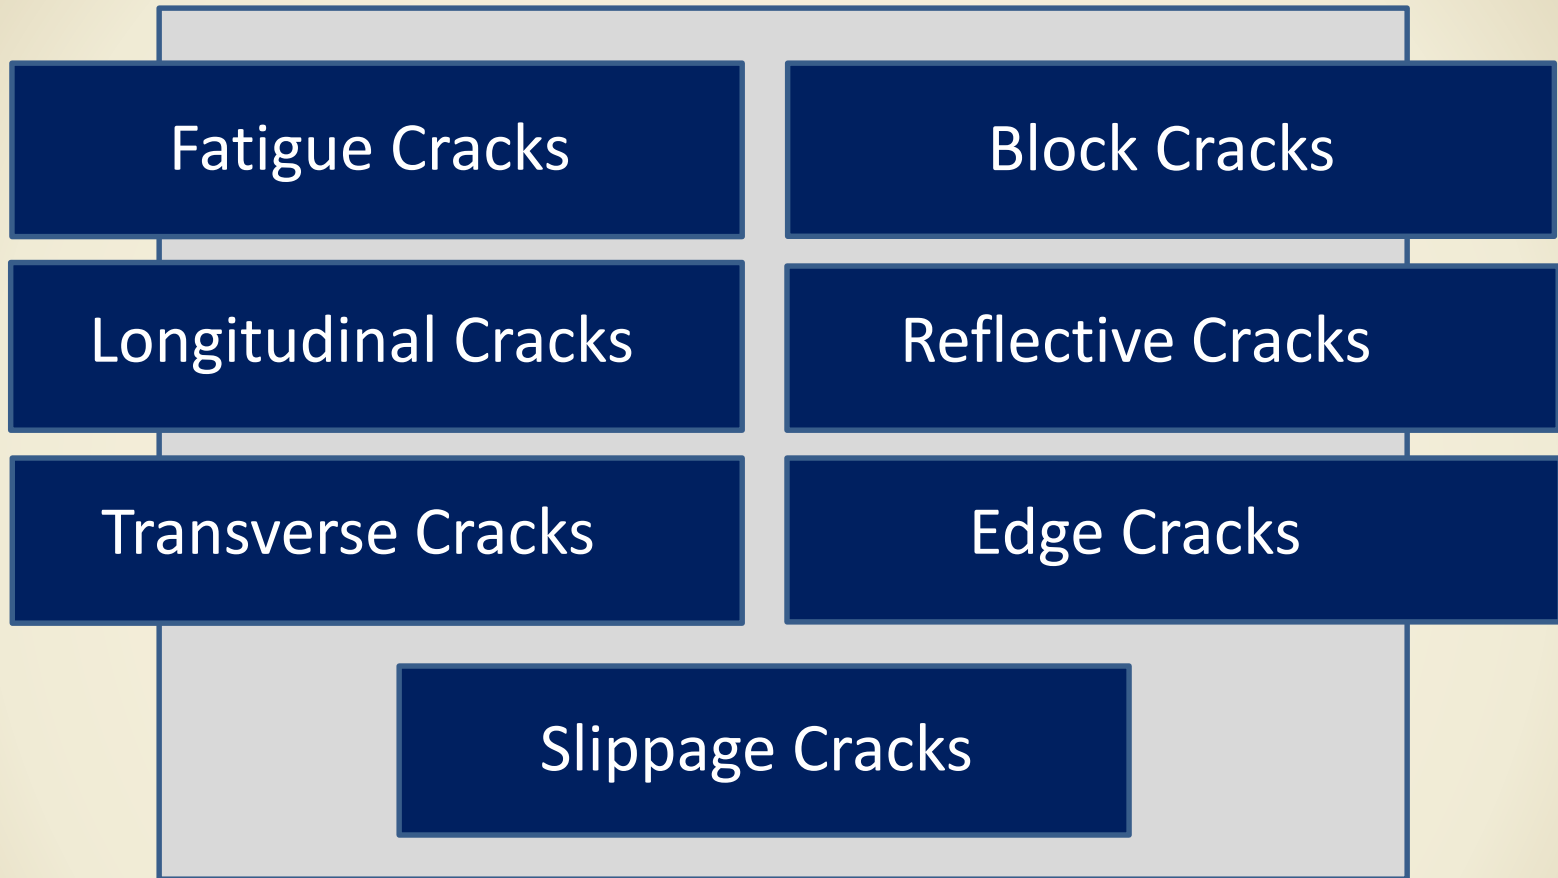 Fatigue Cracks
Block Cracks
Longitudinal Cracks
Reflective Cracks
Transverse Cracks
Edge Cracks
Slippage Cracks